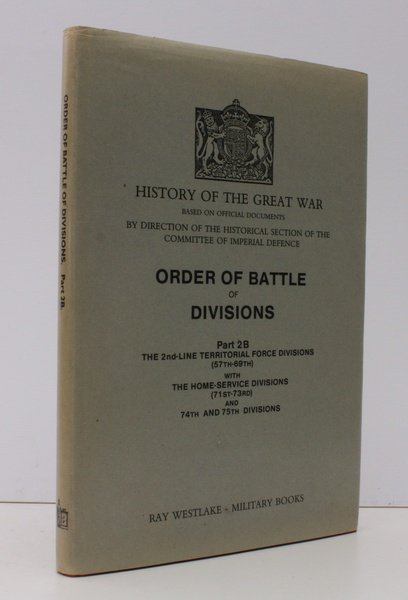 ORDER OF BATTLE OF DIVISIONS Part 2B.
HISTORY OF THE GREAT WAR
BASED ON OFFICIAL DOCUMENTS
BY DIRECTION OF THE HISTORICAL SECTION OF THE
COMMITTEE OF IMPERIAL DEFENCE
ORDER OF BATTLE
OF
DIVISIONS
Part 2B
THE 2nd-LINE TERRITORIAL FORCE DIVISIONS
(57TH-69TH)
WITH
THE HOME-SERVICE DIVISIONS
(71ST-73RD)
AND
74TH AND 75TH DIVISIONS
RAY WESTLAKE - MILITARY BOOKS